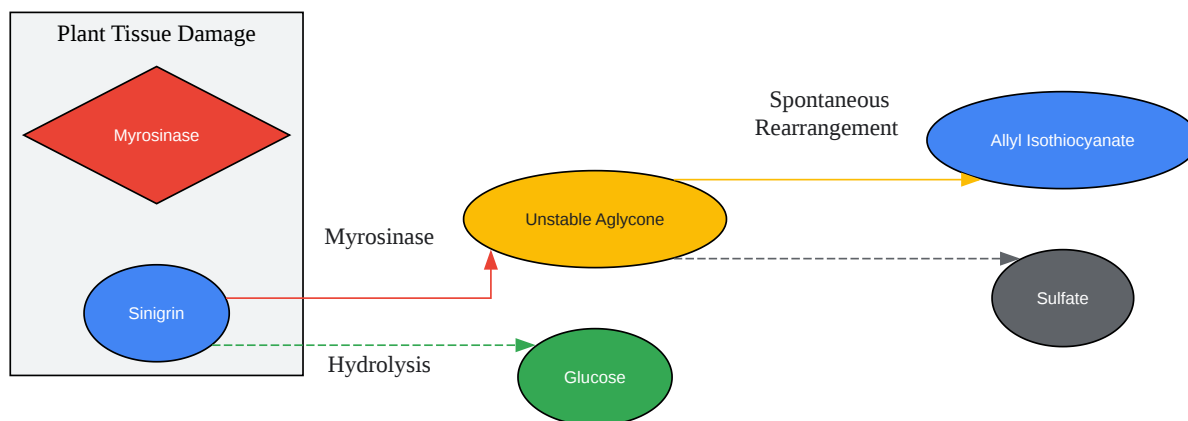 Plant Tissue Damage
Myrosinase
Sinigrin
Myrosinase
Hydrolysis
Unstable Aglycone
Glucose
Spontaneous
Rearrangement
Allyl Isothiocyanate
Sulfate